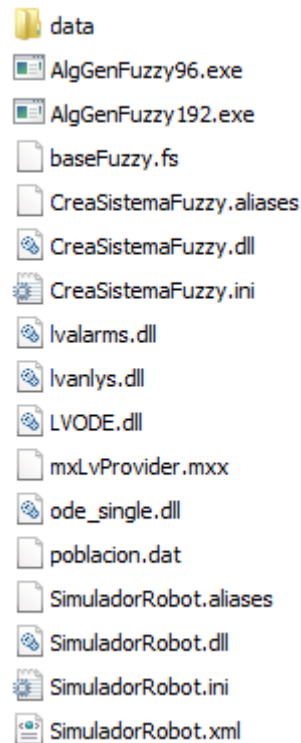 data
AlgGenFuzzy96.exe
AlgGenFuzzy192.exe
baseFuzzy.fs
CreaSistemaFuzzy.aliases
CreaSistemaFuzzy.dll
CreaSistemaFuzzy.ini
lvalarms.dll
lvanlys.dll
LVODE.dll
mxLvProvider.mxx
ode_single.dll
poblacion.dat
SimuladorRobot.aliases
SimuladorRobot.dll
SimuladorRobot.ini
SimuladorRobot.xml